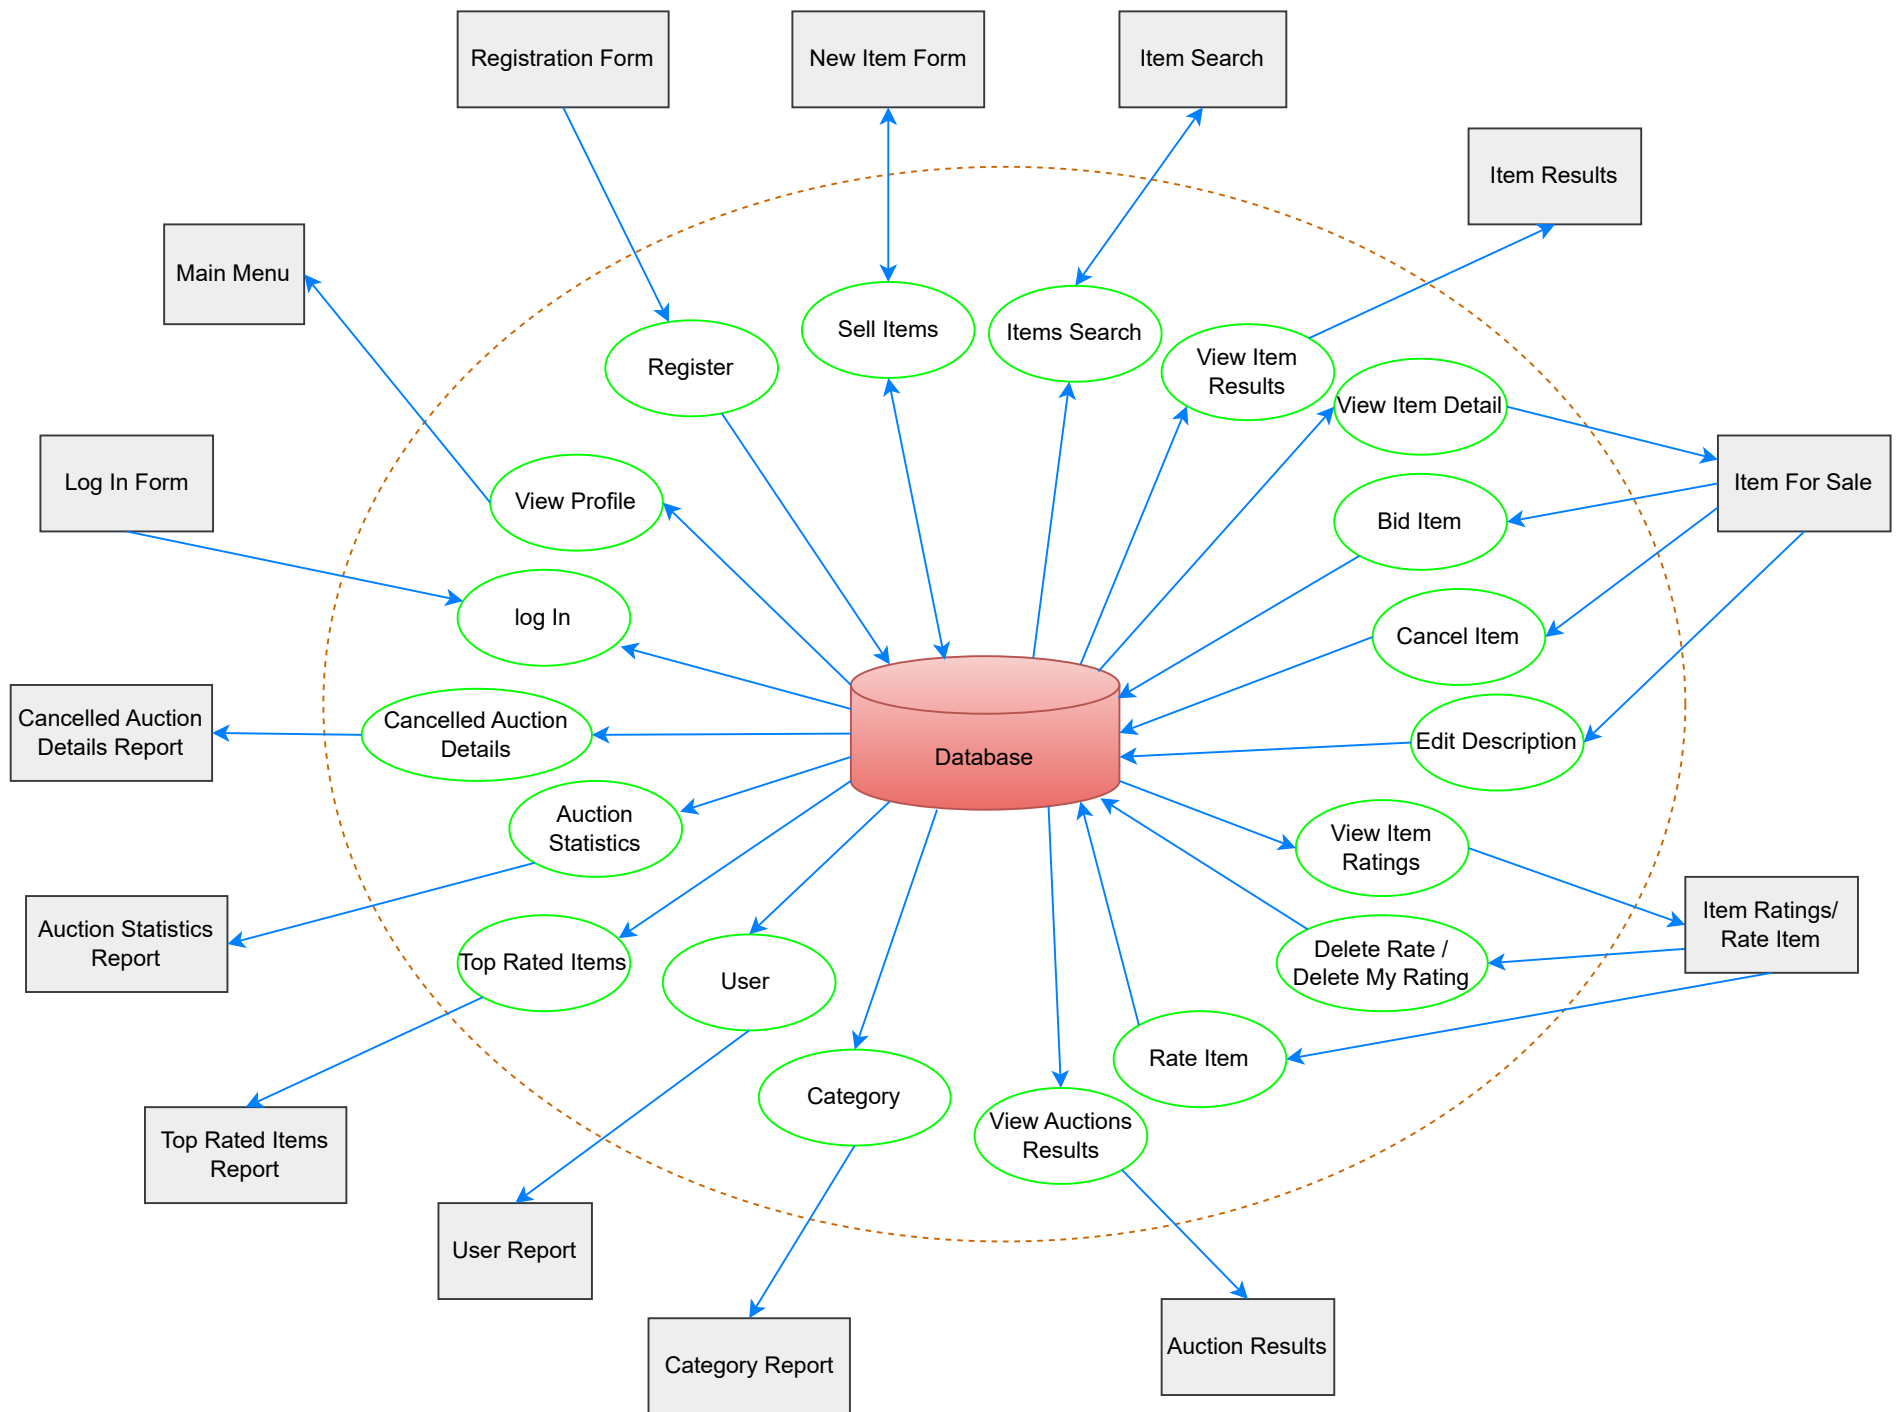 Registration Form
New Item Form
Item Search
Item Results
Main Menu
Sell Items
Items Search
Register
View Item
Results
View Item Detail
Log In Form
View Profile
Bid Item
Item For Sale
log In
Cancel Item
Cancelled Auction
Details Report
Cancelled Auction
Details
Database
Edit Description
Auction
Statistics
View Item
Ratings
Auction Statistics
Report
Top Rated Items
User
Delete Rate /
Delete My Rating
Item Ratings/
Rate Item
Rate Item
Category
View Auctions
Results
Top Rated Items
Report
User Report
Category Report
Auction Results